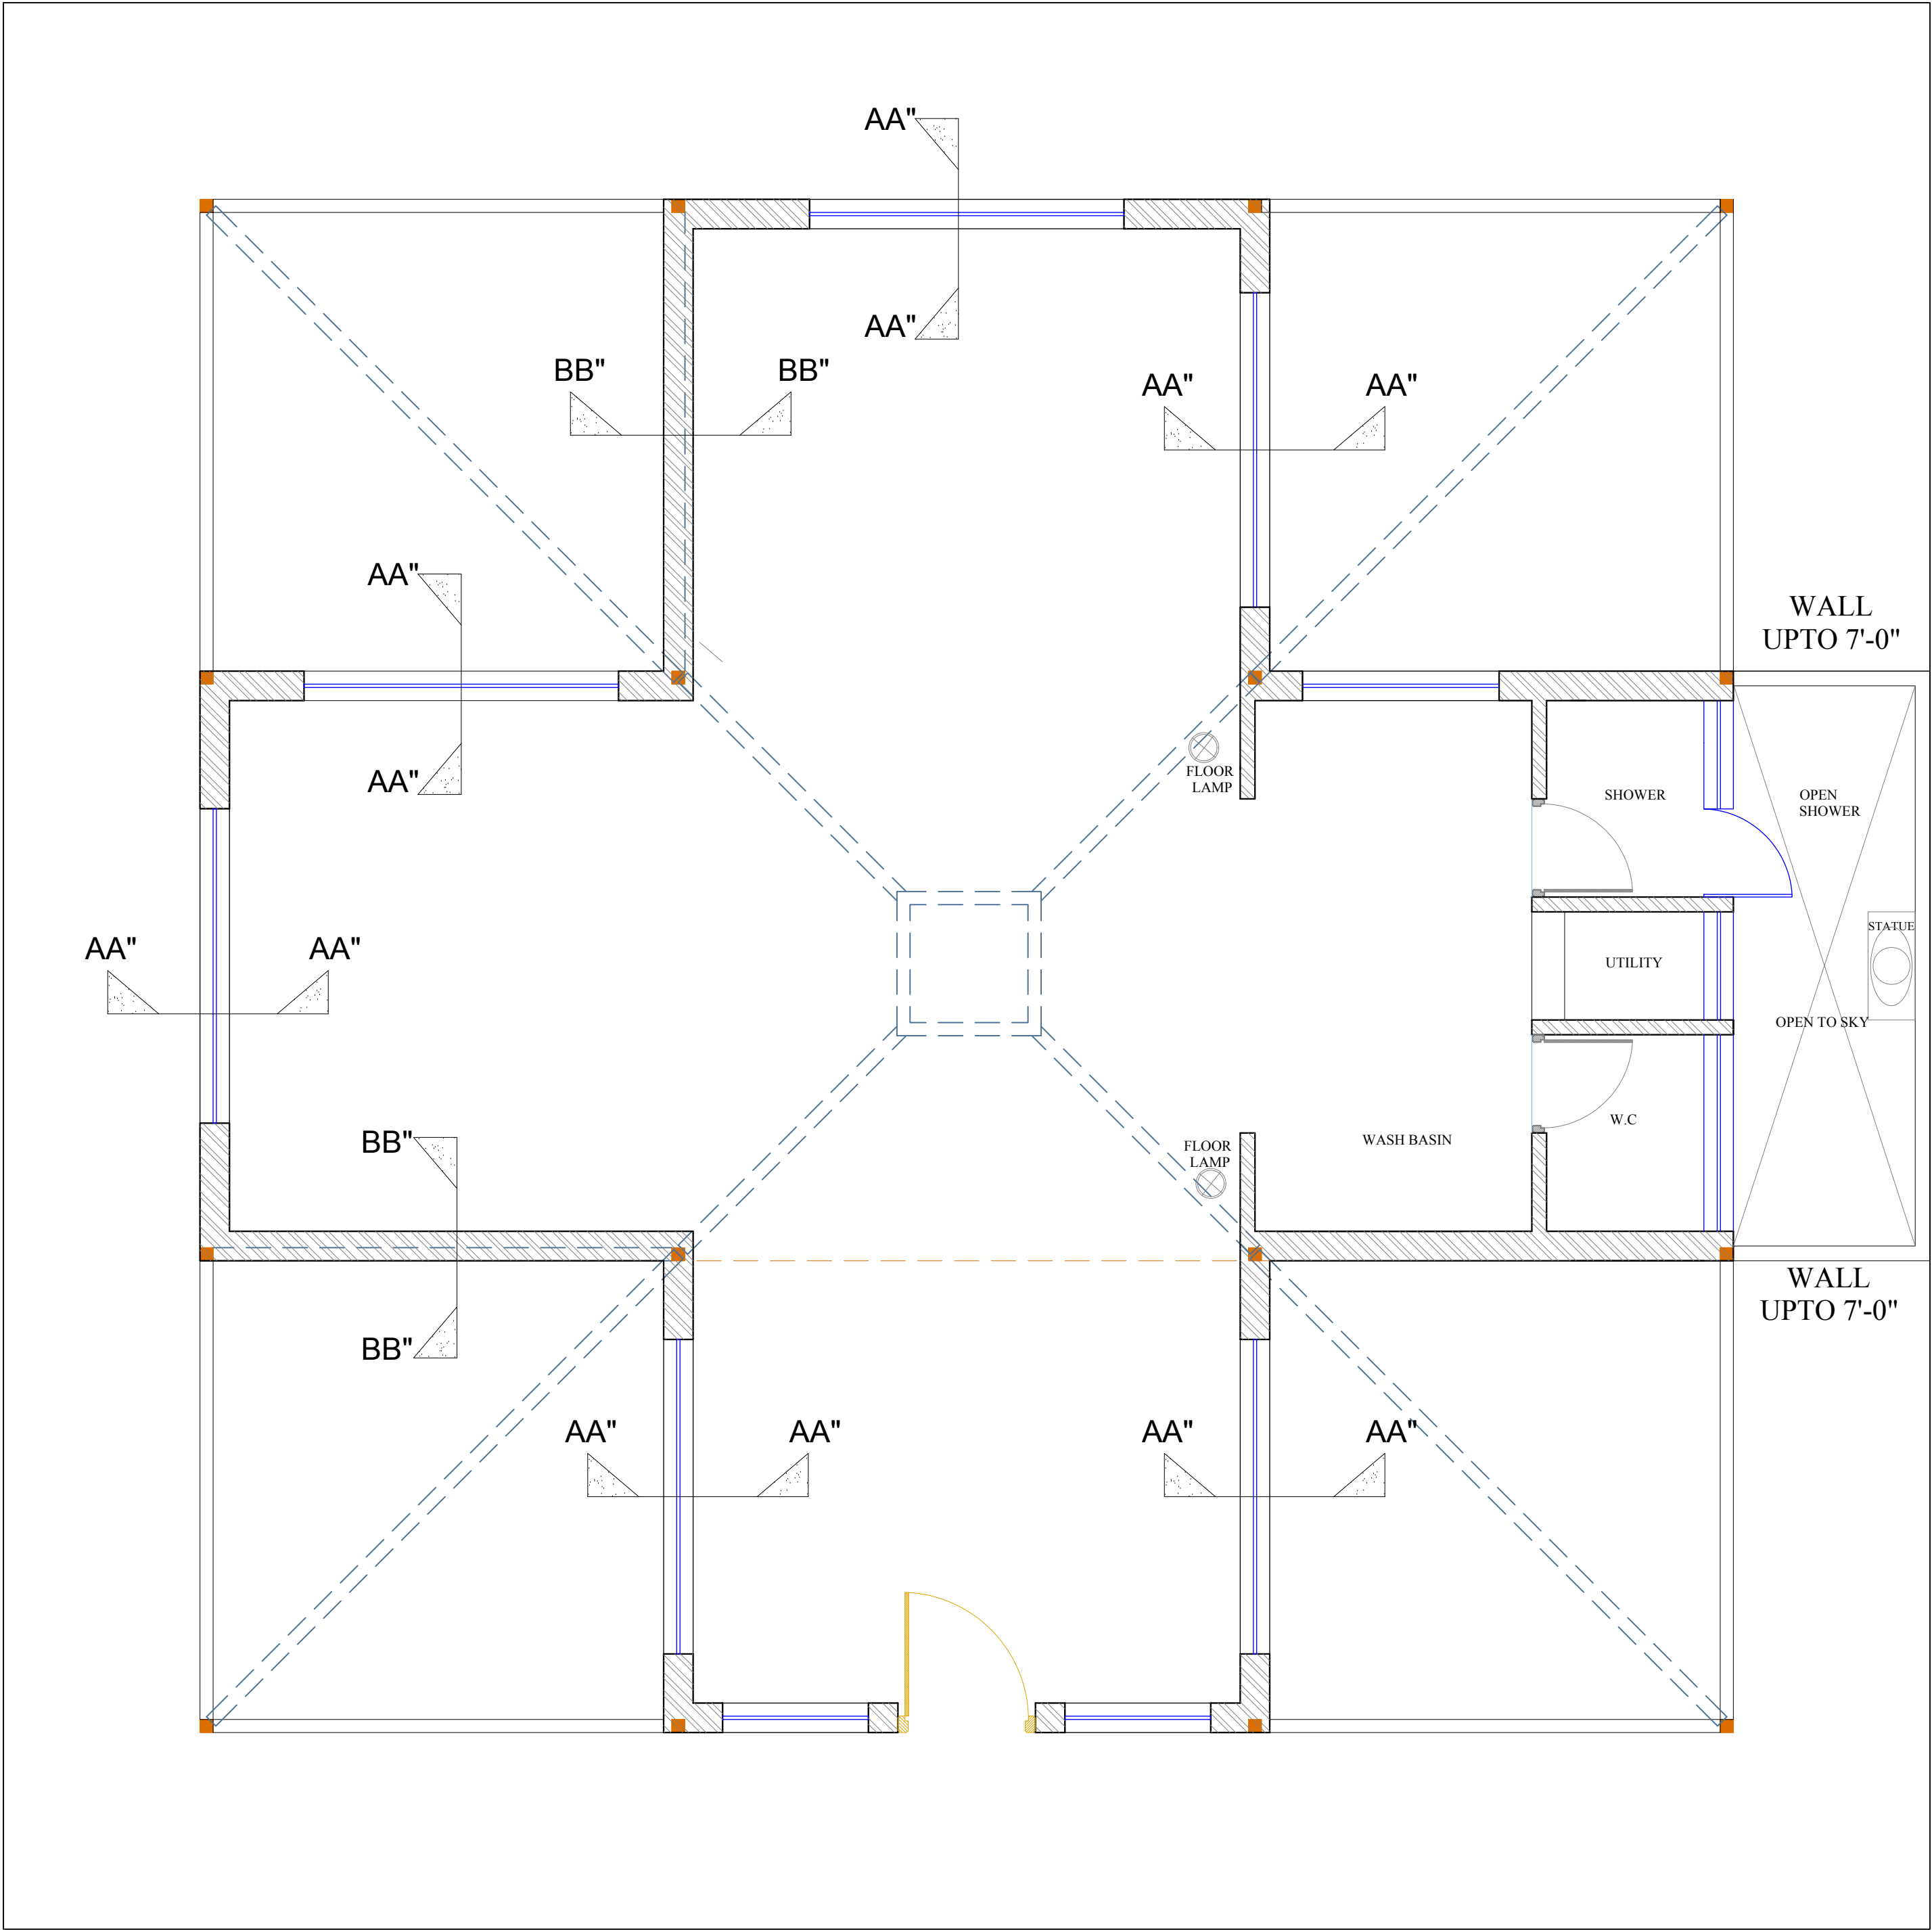 AA"
AA"
BB"
BB"
AA"
AA"
AA"
WALL
UPTO 7'-0"
AA"
FLOOR
LAMP
SHOWER
OPEN
SHOWER
STATUE
AA"
AA"
UTILITY
OPEN TO SKY
W.C
BB"
FLOOR
LAMP
WASH BASIN
WALL
UPTO 7'-0"
BB"
AA"
AA"
AA"
AA"